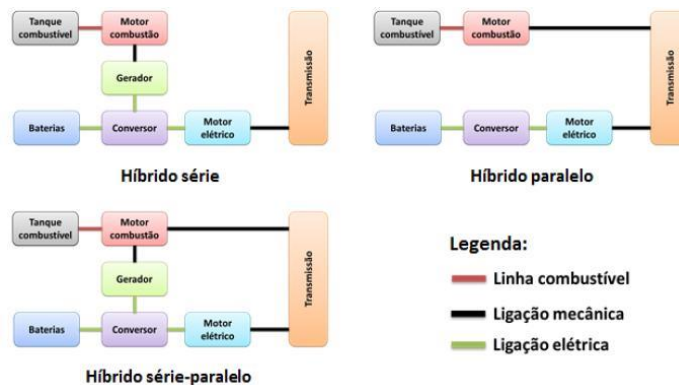 Tanque
combustível
Motor
combustão
Gerador
Baterias
Conversor
Motor
elétrico
Transmissão
Híbrido série
Tanque
combustível
Motor
combustão
Baterias
Conversor
Motor
elétrico
Transmissão
Híbrido paralelo
Tanque
combustível
Motor
combustão
Gerador
Baterias
Conversor
Motor
elétrico
Transmissão
Híbrido série-paralelo
Legenda:
Linha combustível
Ligação mecânica
Ligação elétrica